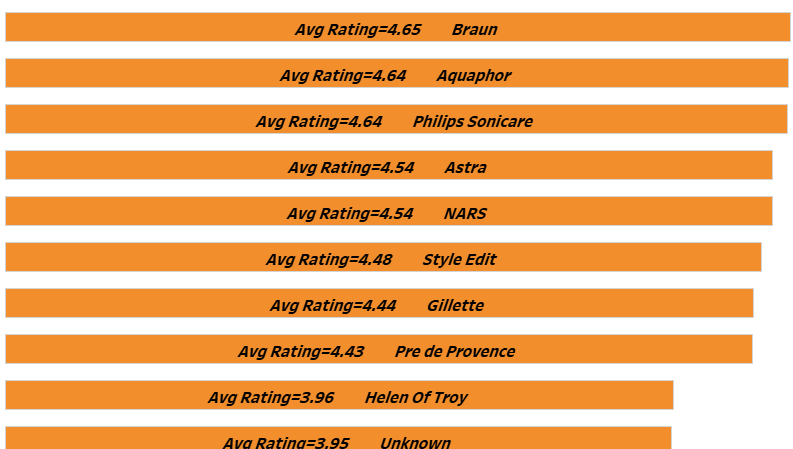 Avg Rating=4.65 Braun
Avg Rating=4.64 Aquaphor
Avg Rating=4.64 Philips Sonicare
Avg Rating=4.54 Astra
Avg Rating=4.54 NARS
Avg Rating=4.48 Style Edit
Avg Rating=4.44 Gillette
Avg Rating=4.43 Pre de Provence
Avg Rating=3.96 Helen Of Troy
Avg Rating=3.95 Unknown